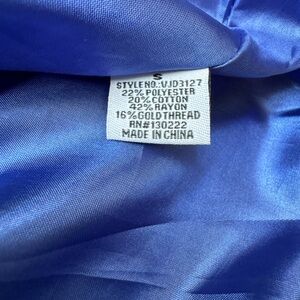 S
STYLE NO.:VJD3127
22% POLYESTER
20% COTTON
42% RAYON
16% GOLD THREAD
RN#130222
MADE IN CHINA